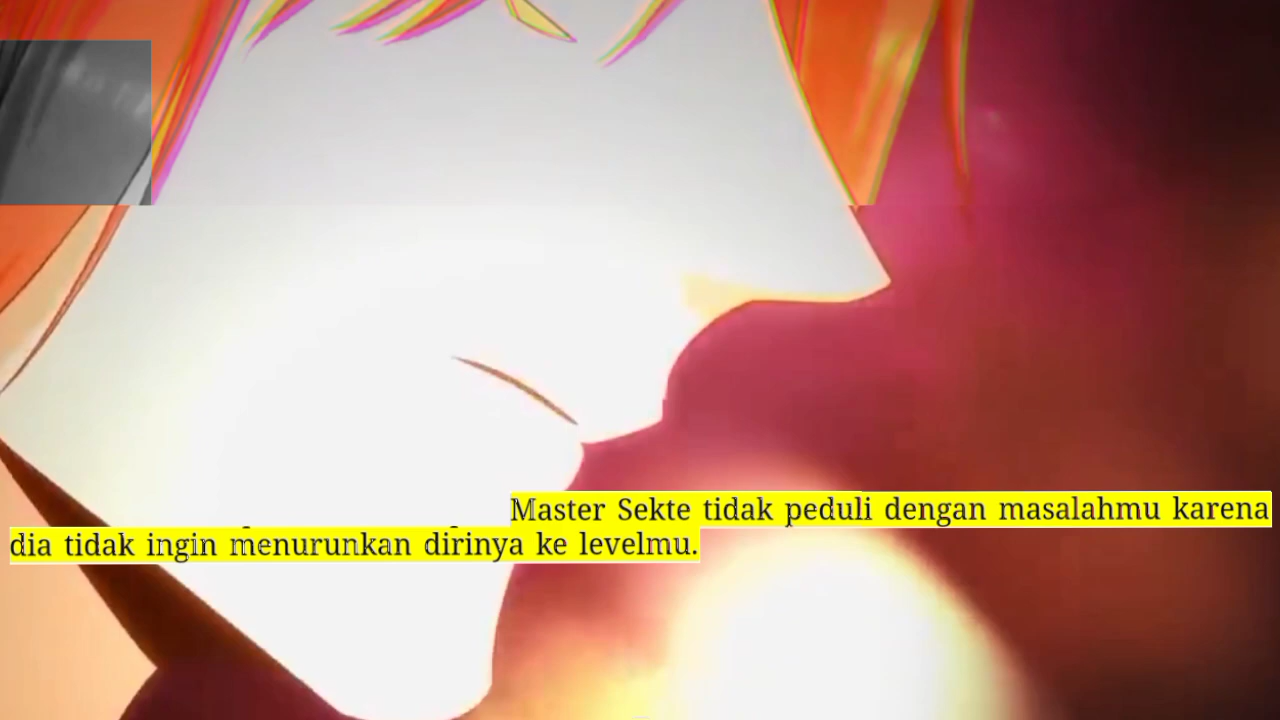 Master Sekte tidak peduli dengan masalahmu karena
dia tidak ingin menurunkan dirinya ke levelmu.